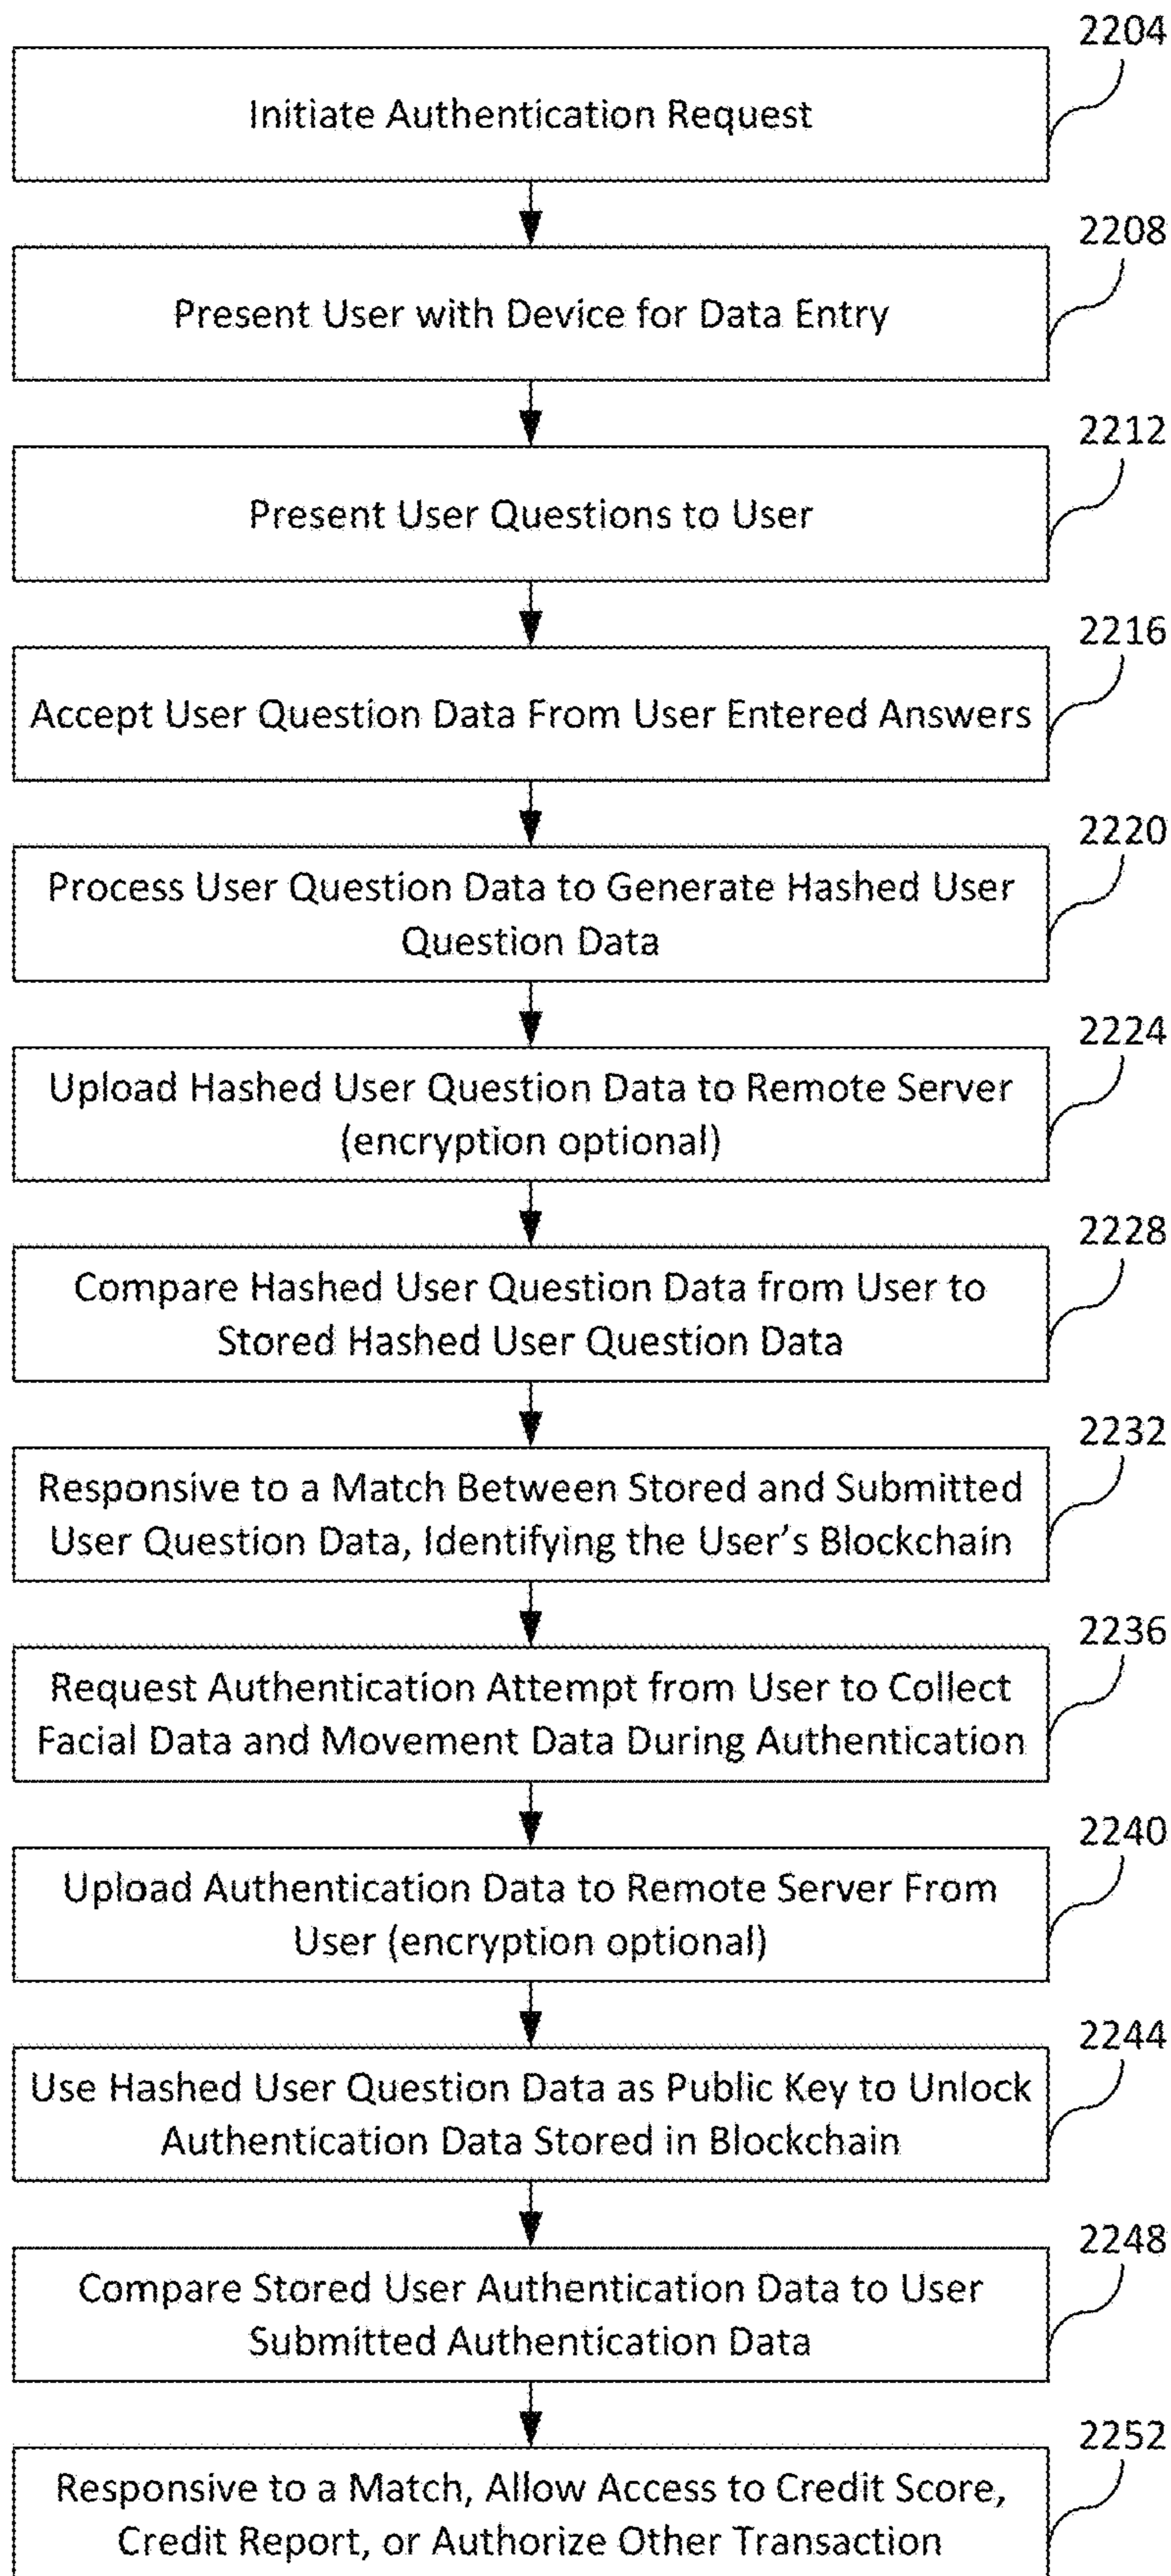 2204
Initiate Authentication Request
2208
Present User with Device for Data Entry
2212
Present User Questions to User
2216
Accept User Question Data From User Entered Answers
2220
Process User Question Data to Generate Hashed User
Question Data
2224
Upload Hashed User Question Data to Remote Server
(encryption optional)
2228
Compare Hashed User Question Data from User to
Stored Hashed User Question Data
2232
Responsive to a Match Between Stored and Submitted
User Question Data, Identifying the User's Blockchain
2236
Request Authentication Attempt from User to Collect
Facial Data and Movement Data During Authentication
2240
Upload Authentication Data to Remote Server From
User (encryption optional)
2244
Use Hashed User Question Data as Public Key to Unlock
Authentication Data Stored in Blockchain
2248
Compare Stored User Authentication Data to User
Submitted Authentication Data
2252
Responsive to a Match, Allow Access to Credit Score,
Credit Report, or Authorize Other Transaction